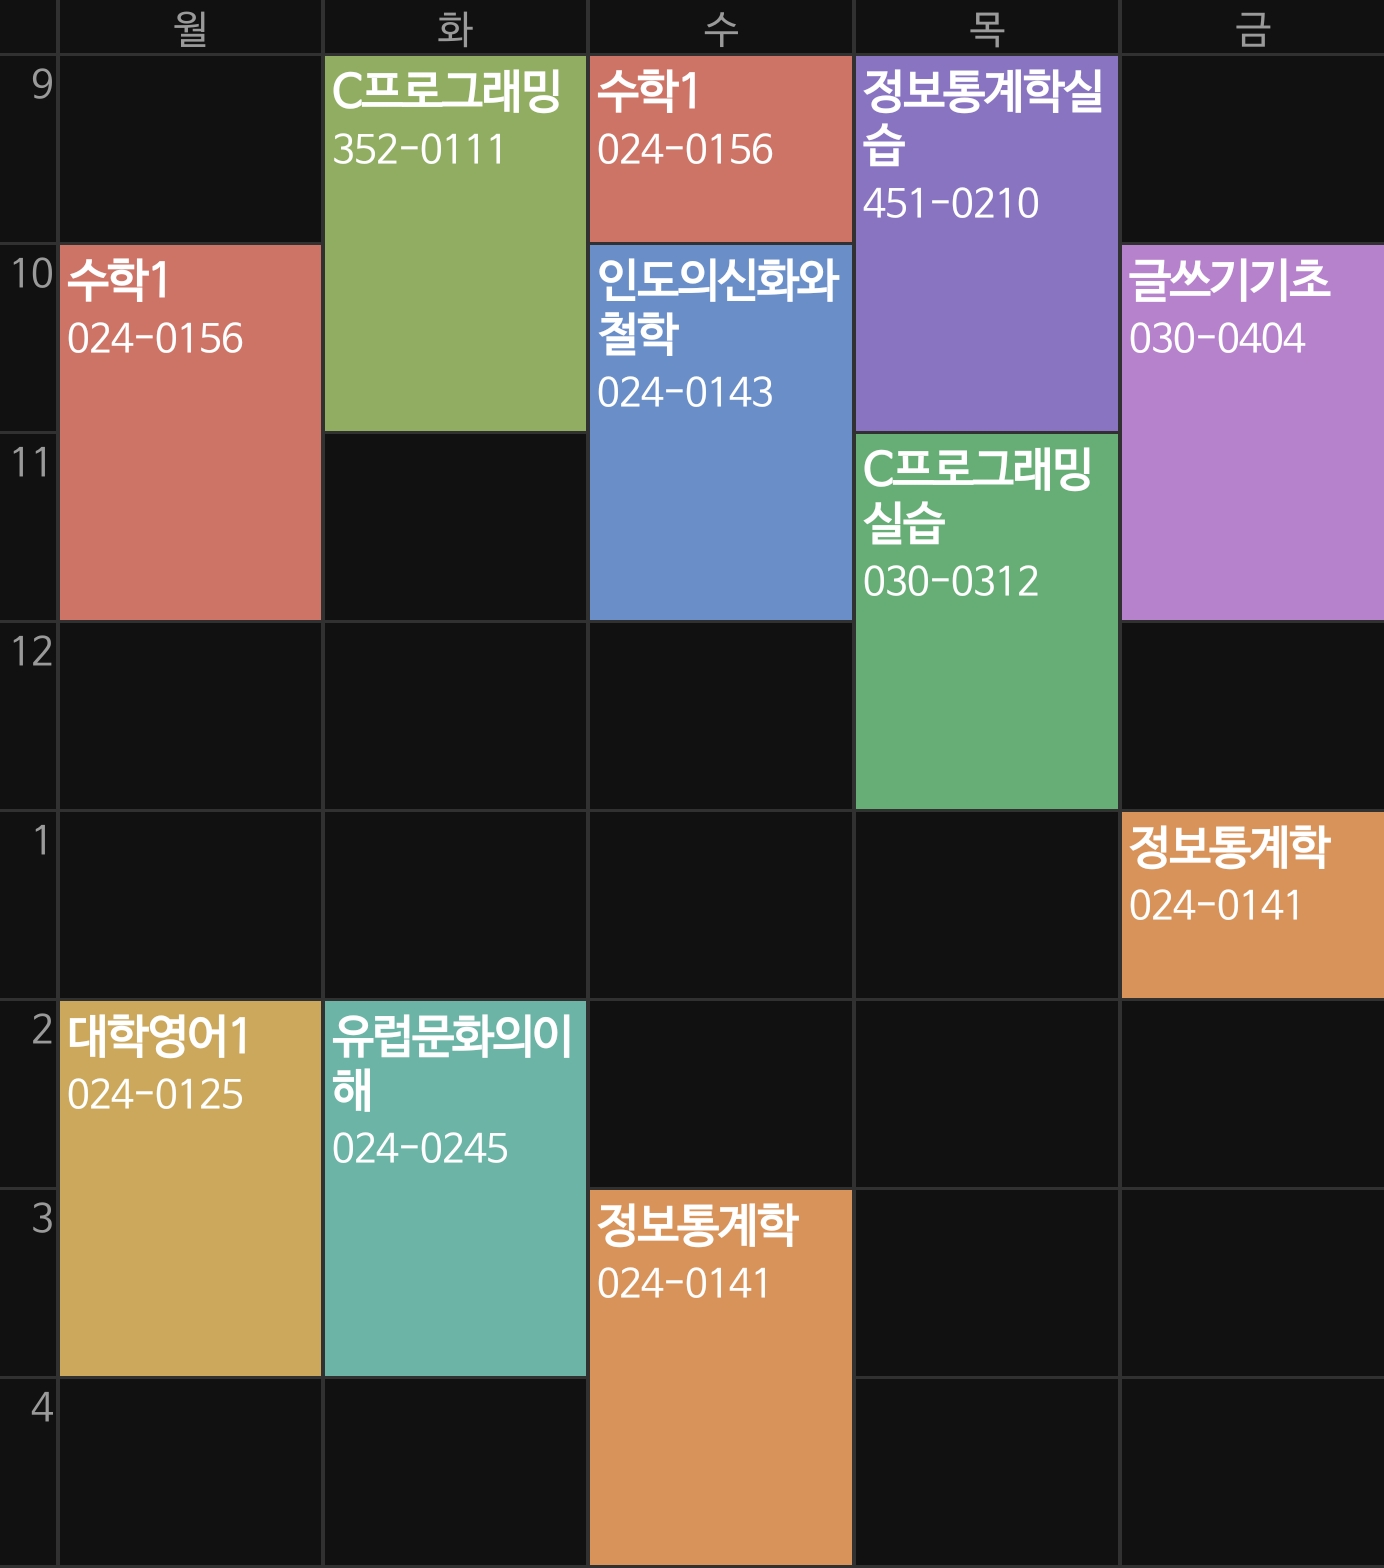 월 화 수 목 금
9
C프로그래밍
352-0111
수학1
024-0156
정보통계학실
습
451-0210
10
수학1
024-0156
인도의신화와
철학
024-0143
글쓰기기초
030-0404
11
C프로그래밍
실습
030-0312
12
1
정보통계학
024-0141
2
대학영어1
024-0125
유럽문화의이
해
024-0245
3
정보통계학
024-0141
4